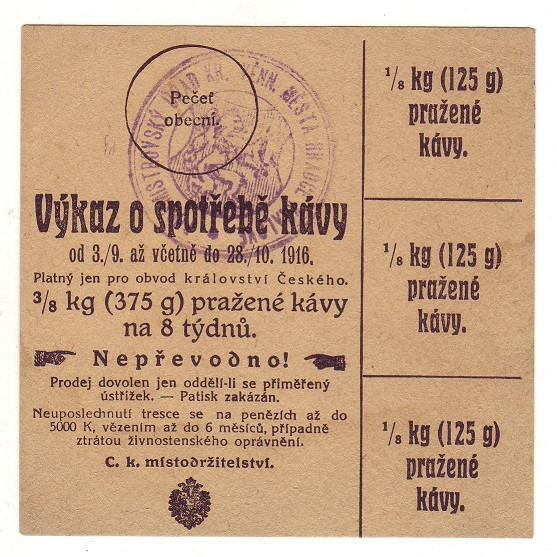 Pečeť
obecní.
KR. VĚNN. MĚSTA HRADCE
Výkaz o spotřebě kávy
od 3./9. až včetně do 28./10. 1916.
Platný jen pro obvod království Českého.
3/8 kg (375 g) pražené kávy
na 8 týdnů.
Nepřevodno!
Prodej dovolen jen oddělí-li se přiměřený
ústřižek. — Patisk zakázán.
Neuposlechnutí tresce se na penězích až do
5000 K, vězením až do 6 měsíců, případně
ztrátou živnostenského oprávnění.
C. k. místodržitelství.
1/8 kg (125 g)
pražené
kávy.
1/8 kg (125 g)
pražené
kávy.
1/8 kg (125 g)
pražené
kávy.